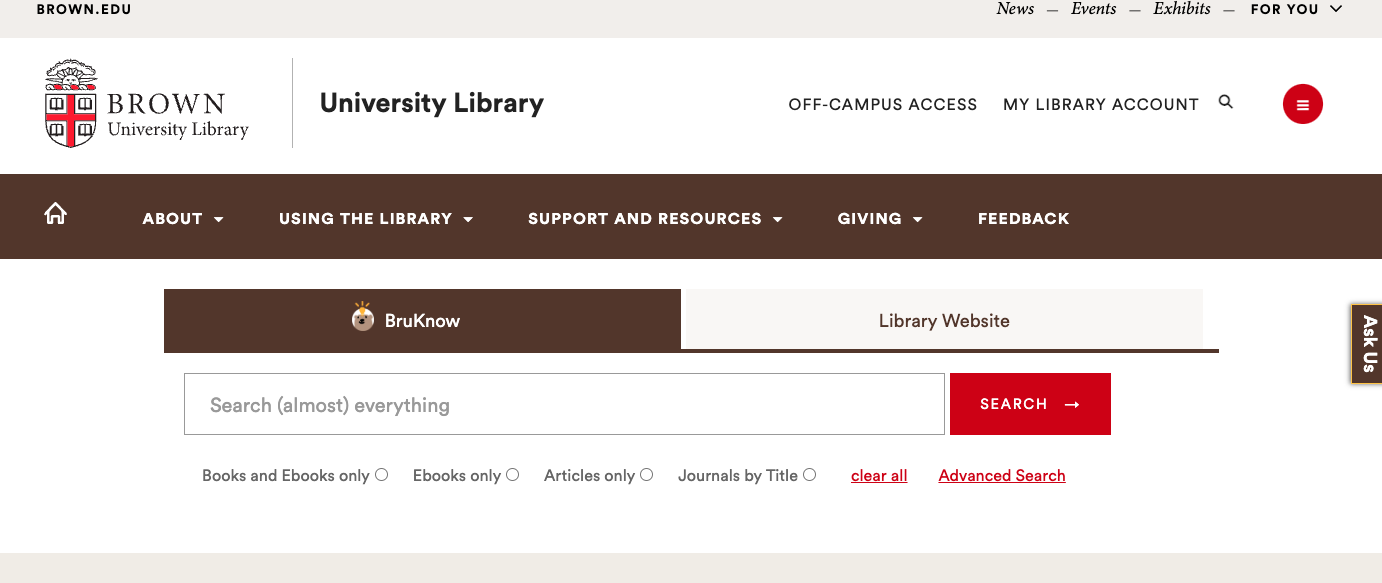 BROWN.EDU News — Events — Exhibits — FOR YOU
BROWN
University Library
University Library
OFF-CAMPUS ACCESS MY LIBRARY ACCOUNT
ABOUT USING THE LIBRARY SUPPORT AND RESOURCES GIVING FEEDBACK
BruKnow Library Website
Ask Us
Search (almost) everything SEARCH →
Books and Ebooks only Ebooks only Articles only Journals by Title clear all Advanced Search